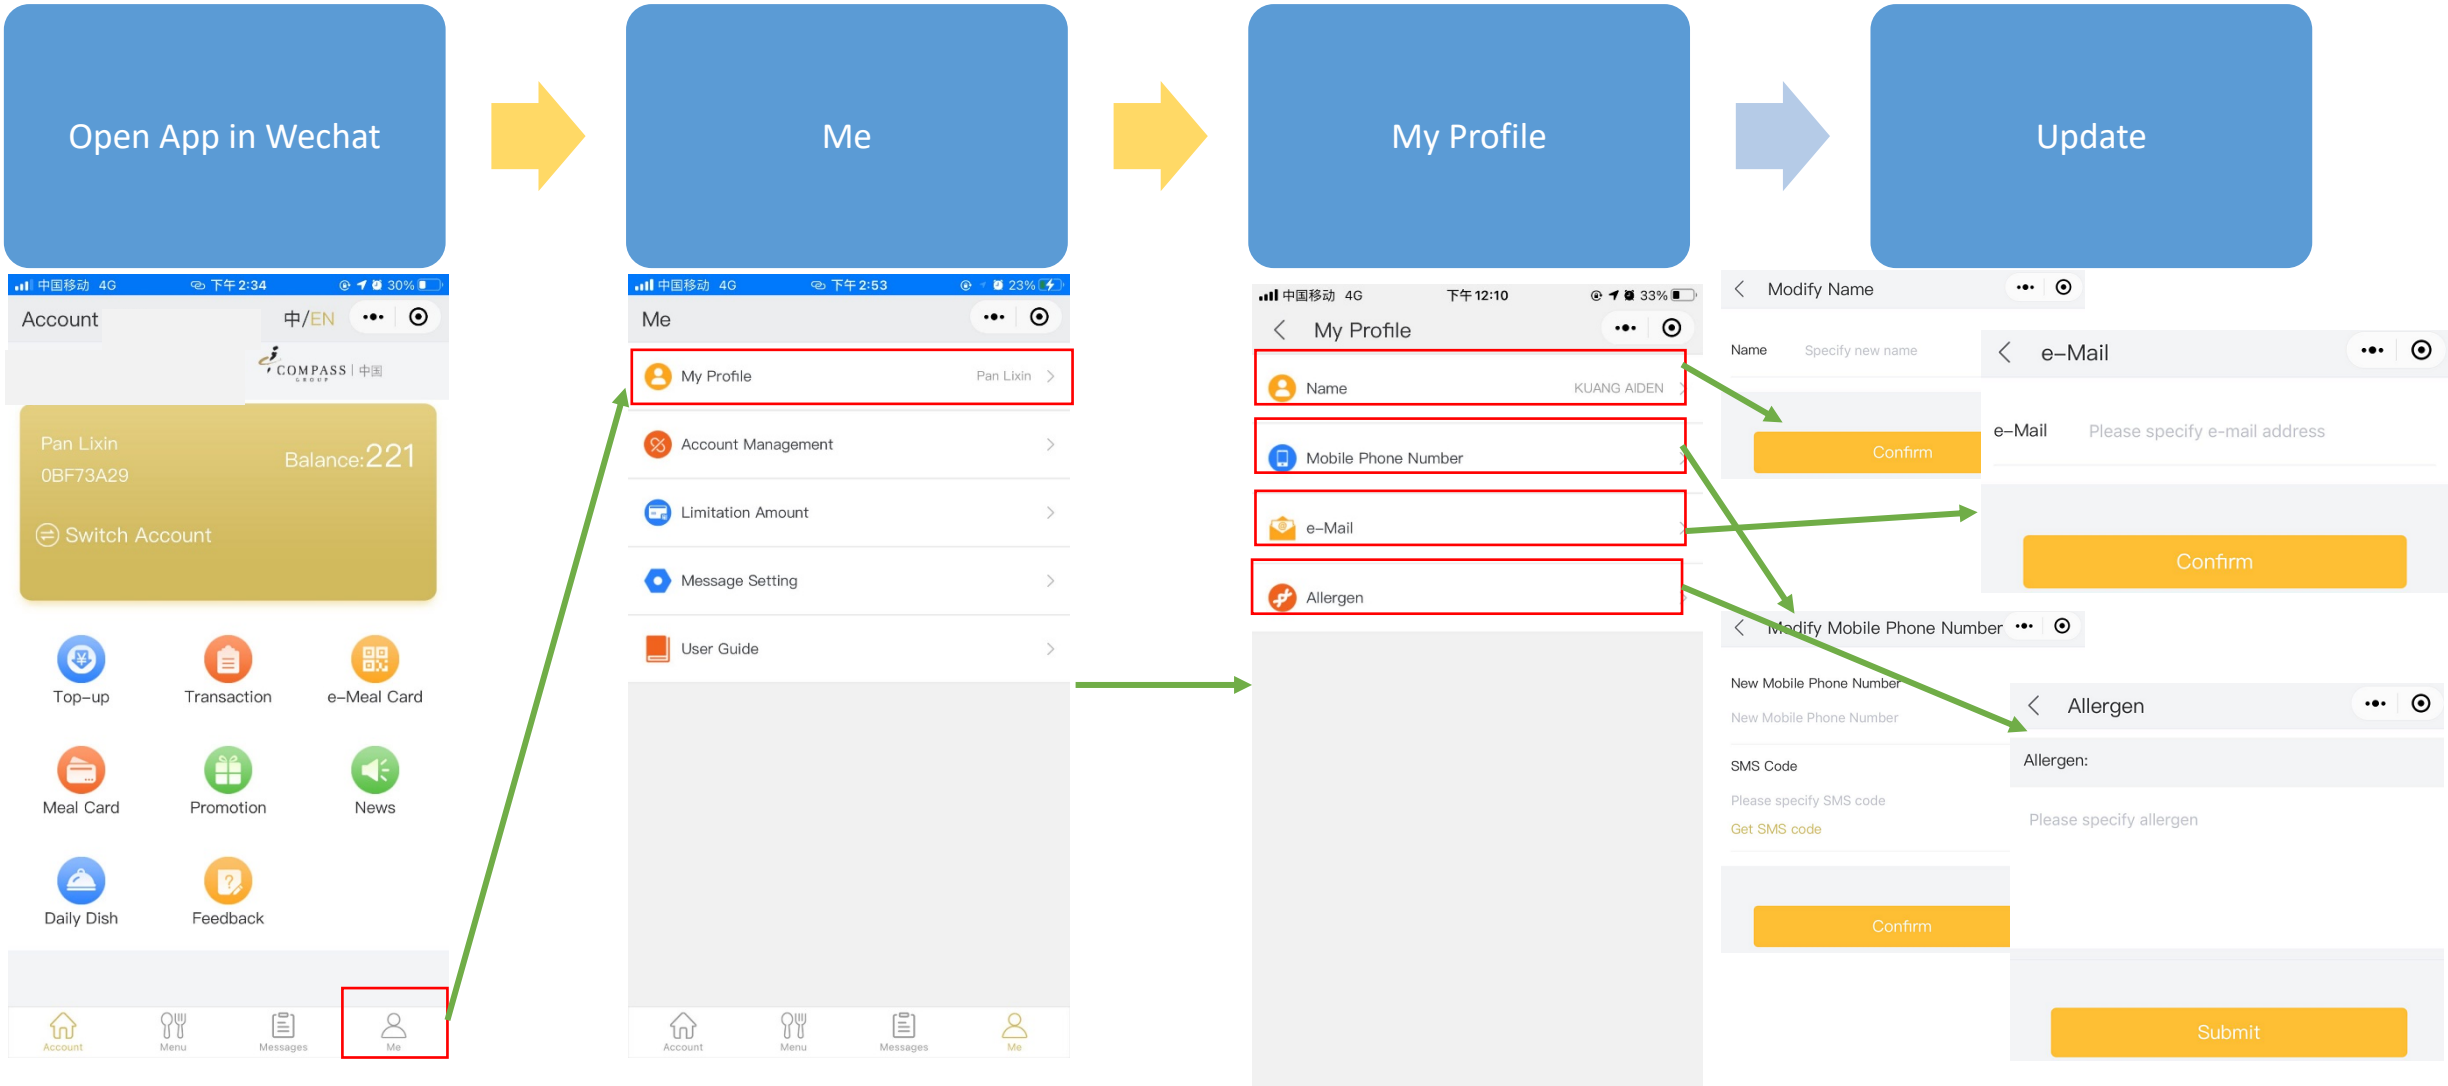 Open App in Wechat
Me
My Profile
Update
中国移动 4G 下午 2:34 30%
Account 中/EN
COMPASS 中国
GROUP
Pan Lixin
0BF73A29
Balance:221
Switch Account
Top-up Transaction e-Meal Card
Meal Card Promotion News
Daily Dish Feedback
Account Menu Messages Me
中国移动 4G 下午 2:53 23%
Me
My Profile Pan Lixin
Account Management
Limitation Amount
Message Setting
User Guide
Account Menu Messages Me
中国移动 4G 下午 12:10 33%
My Profile
Name KUANG AIDEN
Mobile Phone Number
e-Mail
Allergen
Modify Name
Name Specify new name
Confirm
e-Mail
e-Mail Please specify e-mail address
Confirm
Modify Mobile Phone Number
New Mobile Phone Number
New Mobile Phone Number
SMS Code
Please specify SMS code
Get SMS code
Confirm
Allergen
Allergen:
Please specify allergen
Submit